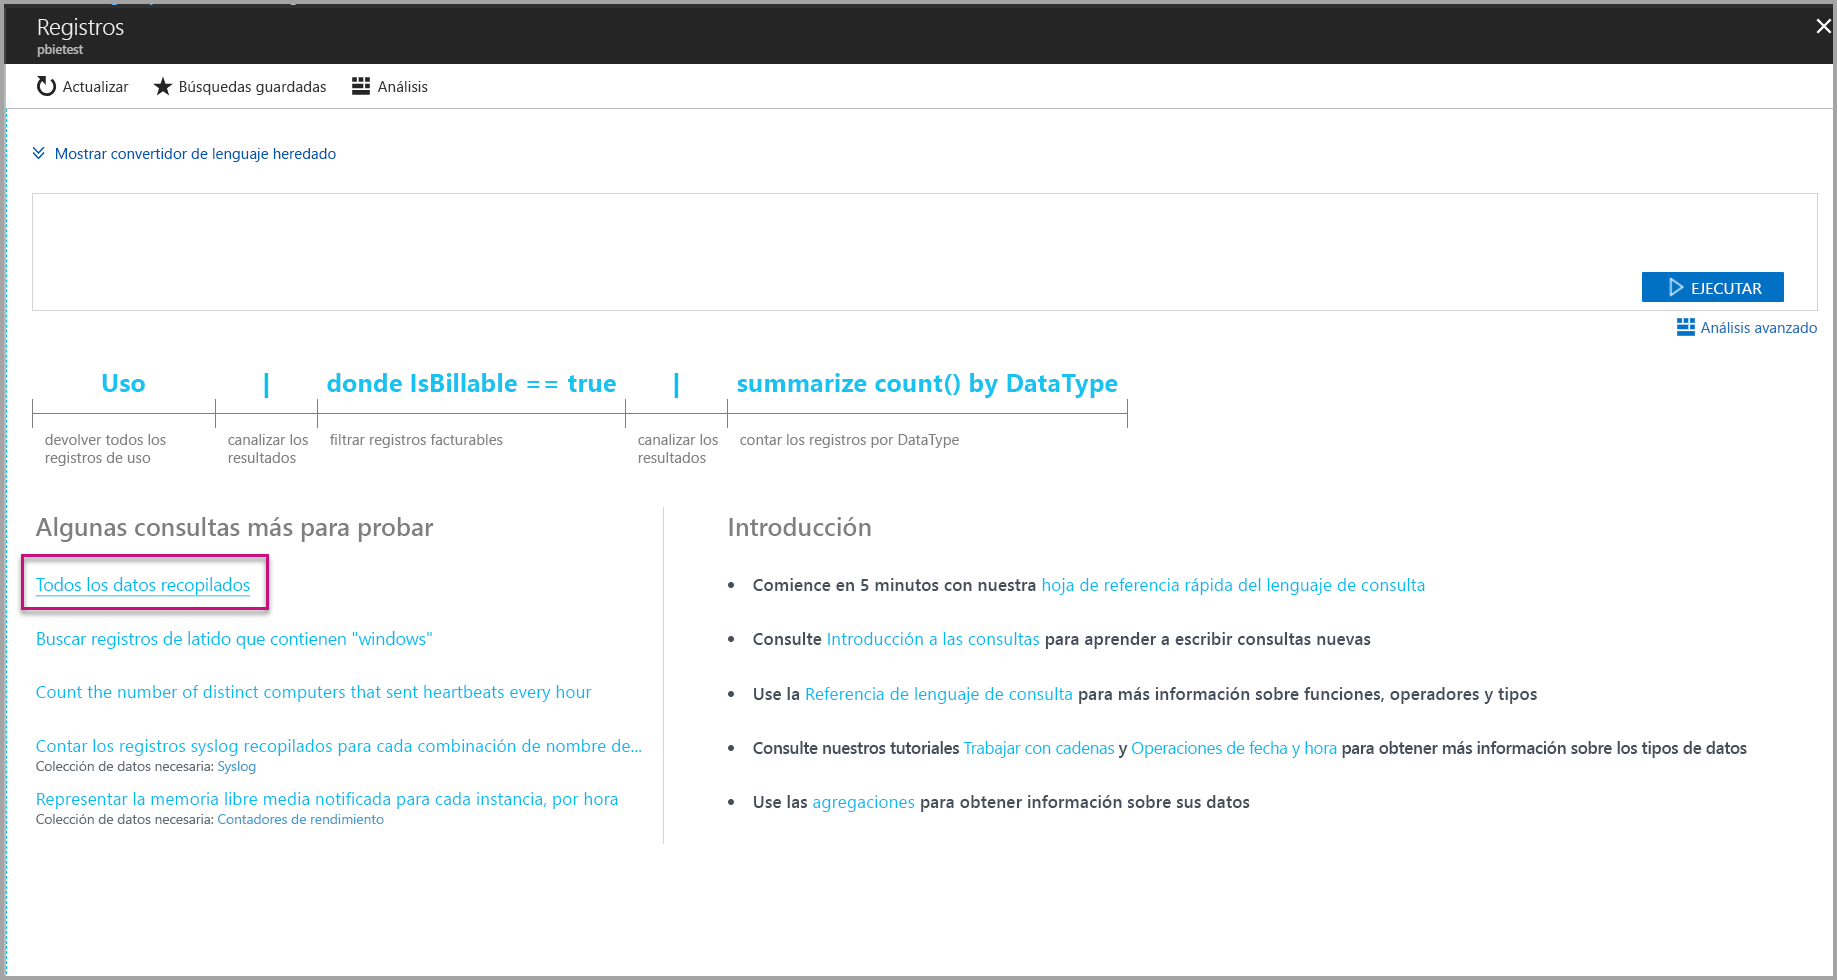 Registros
pbietest
Actualizar
Búsquedas guardadas
Análisis
Mostrar convertidor de lenguaje heredado
EJECUTAR
Análisis avanzado
Uso | donde IsBillable == true | summarize count() by DataType
devolver todos los
registros de uso
canalizar los
resultados
filtrar registros facturables
canalizar los
resultados
contar los registros por DataType
Algunas consultas más para probar
Todos los datos recopilados
Buscar registros de latido que contienen "windows"
Count the number of distinct computers that sent heartbeats every hour
Contar los registros syslog recopilados para cada combinación de nombre de...
Colección de datos necesaria: Syslog
Representar la memoria libre media notificada para cada instancia, por hora
Colección de datos necesaria: Contadores de rendimiento
Introducción
• Comience en 5 minutos con nuestra hoja de referencia rápida del lenguaje de consulta
• Consulte Introducción a las consultas para aprender a escribir consultas nuevas
• Use la Referencia de lenguaje de consulta para más información sobre funciones, operadores y tipos
• Consulte nuestros tutoriales Trabajar con cadenas y Operaciones de fecha y hora para obtener más información sobre los tipos de datos
• Use las agregaciones para obtener información sobre sus datos